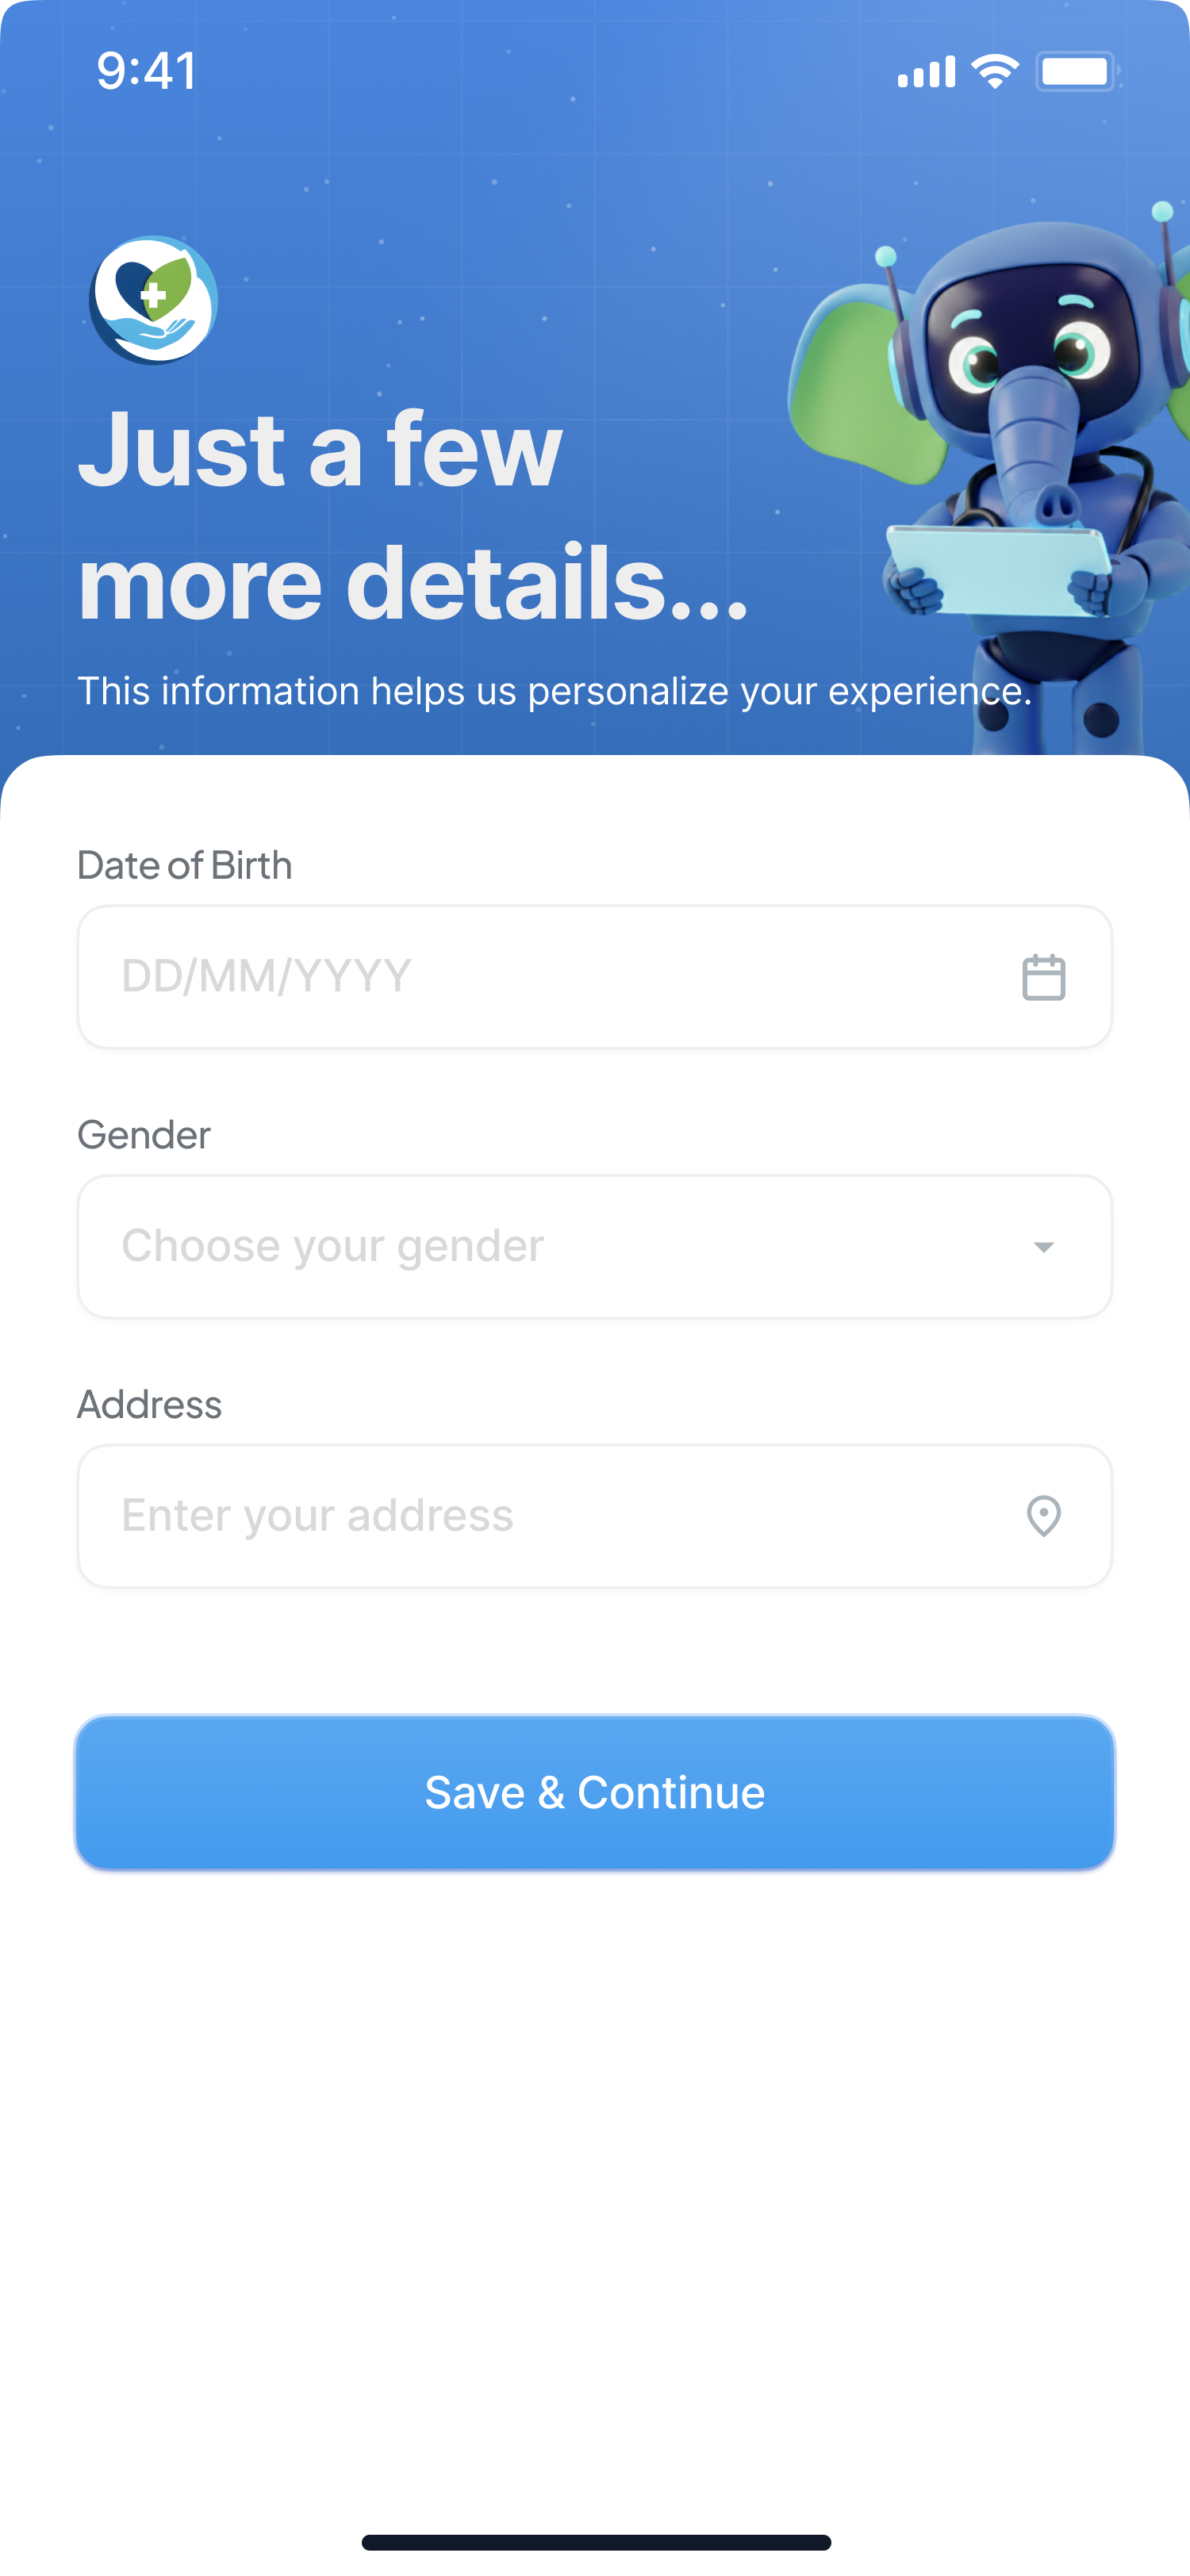 9:41
Just a few
more details...
This information helps us personalize your experience.
Date of Birth
DD/MM/YYYY
Gender
Choose your gender
Address
Enter your address
Save & Continue